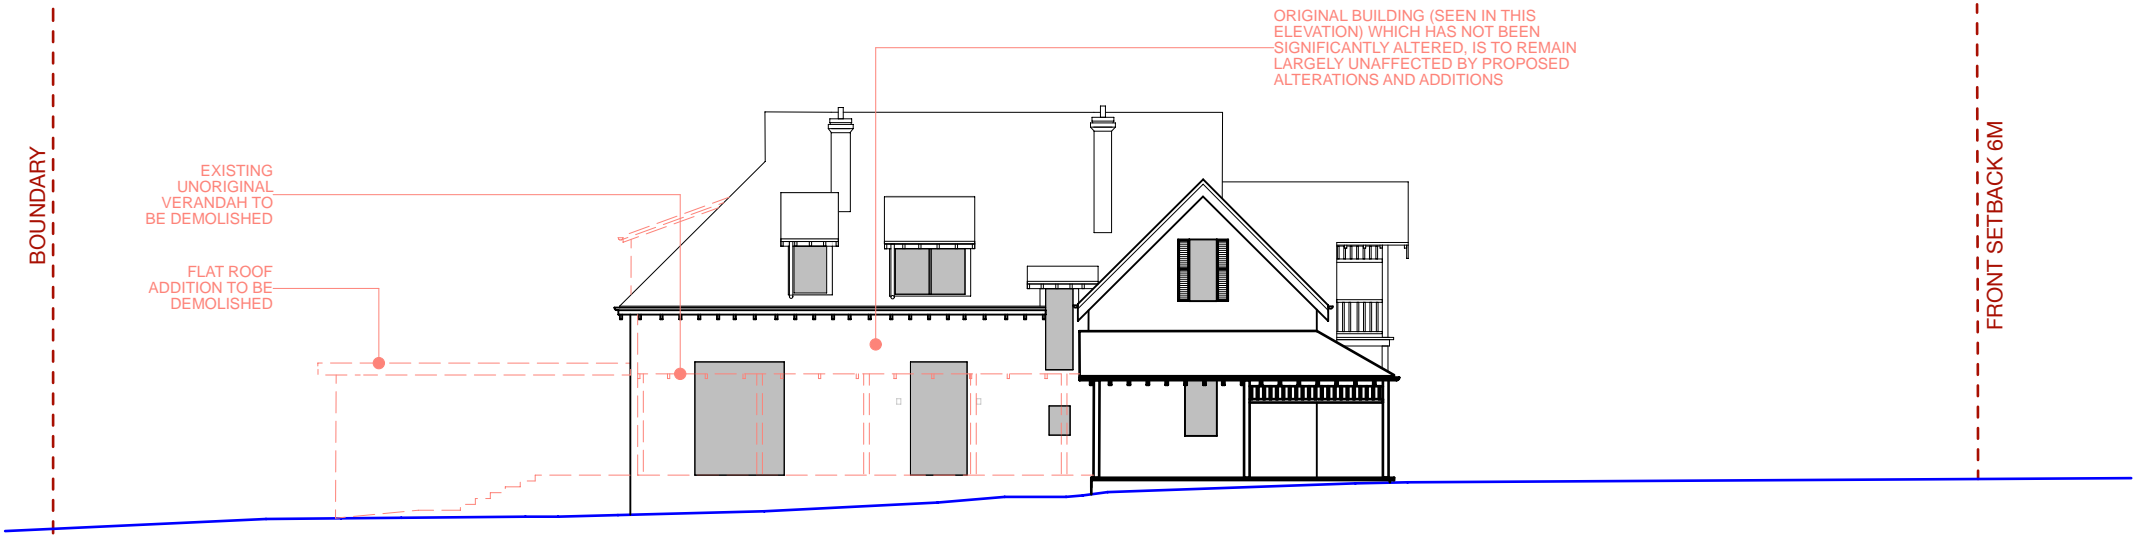 ORIGINAL BUILDING (SEEN IN THIS
ELEVATION) WHICH HAS NOT BEEN
SIGNIFICANTLY ALTERED, IS TO REMAIN
LARGELY UNAFFECTED BY PROPOSED
ALTERATIONS AND ADDITIONS
BOUNDARY
EXISTING
UNORIGINAL
VERANDAH TO
BE DEMOLISHED
FLAT ROOF
ADDITION TO BE
DEMOLISHED
FRONT SETBACK 6M